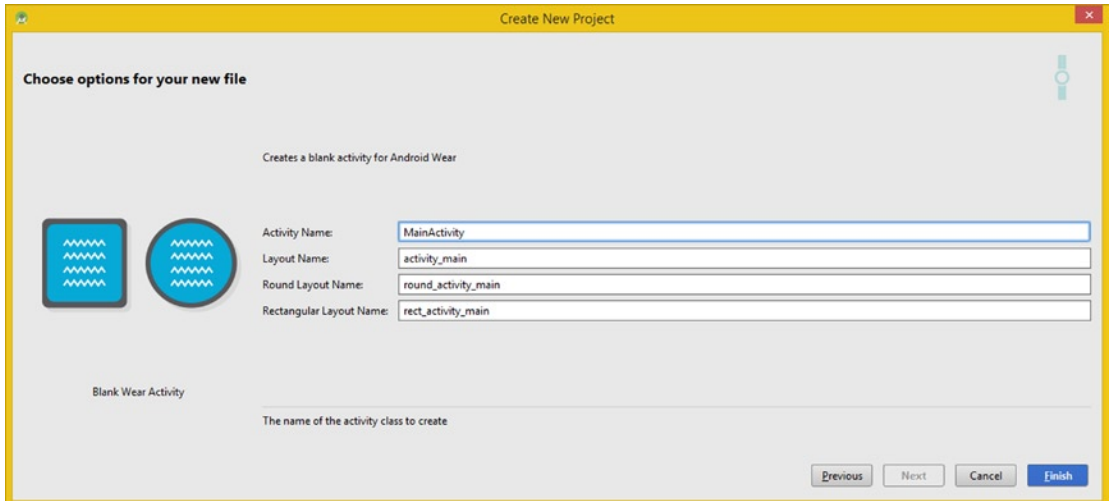 Create New Project
Choose options for your new file
Creates a blank activity for Android Wear
Activity Name: MainActivity
Layout Name: activity_main
Round Layout Name: round_activity_main
Rectangular Layout Name: rect_activity_main
Blank Wear Activity
The name of the activity class to create
Previous Next Cancel Finish